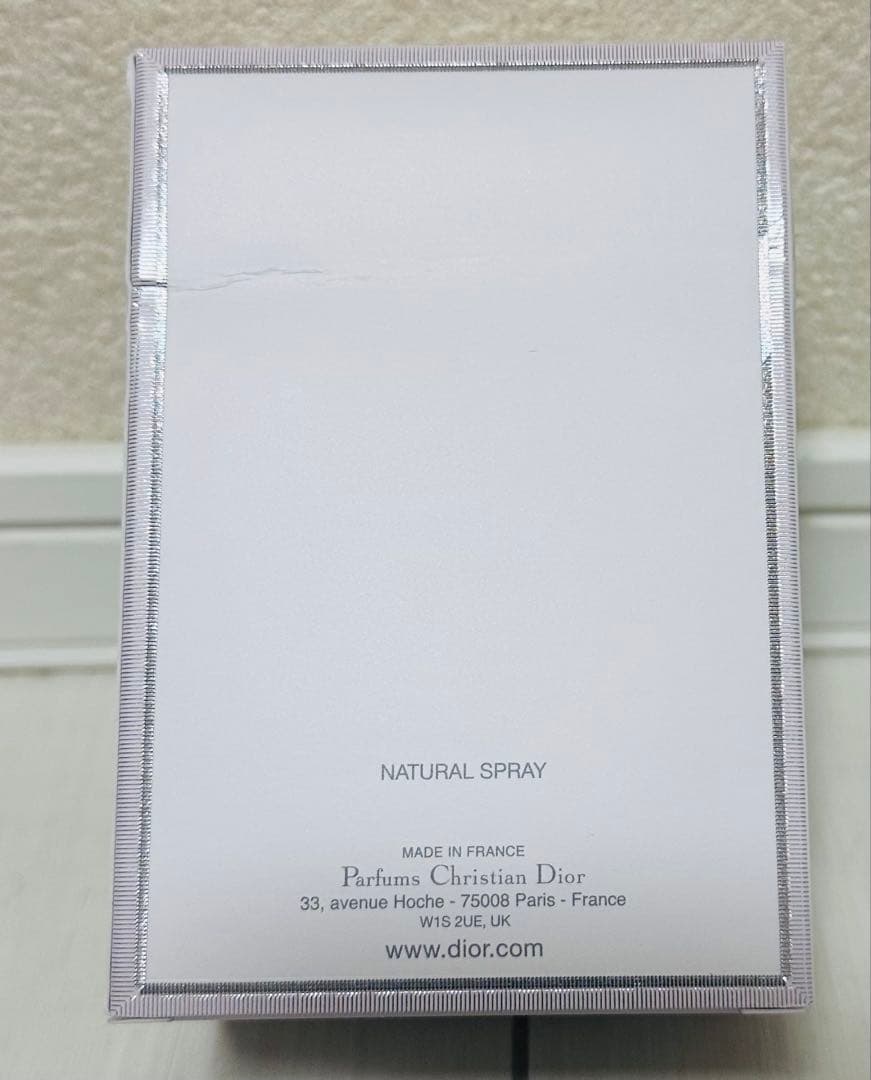 NATURAL SPRAY
MADE IN FRANCE
Parfums Christian Dior
33, avenue Hoche - 75008 Paris - France
W1S 2UE, UK
www.dior.com